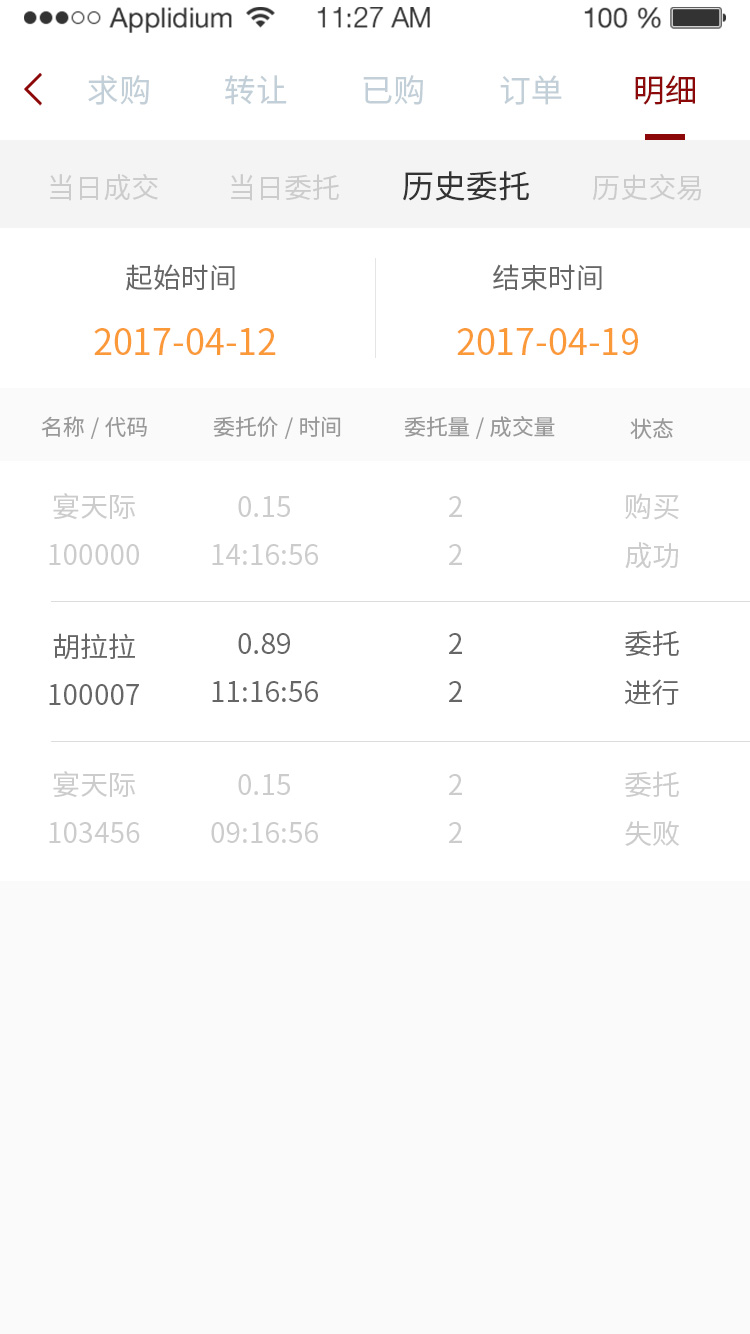 Applidium 11:27 AM 100 %
求购 转让 已购 订单 明细
当日成交 当日委托 历史委托 历史交易
起始时间 结束时间
2017-04-12 2017-04-19
名称 / 代码 委托价 / 时间 委托量 / 成交量 状态
宴天际 0.15 2 购买
100000 14:16:56 2 成功
胡拉拉 0.89 2 委托
100007 11:16:56 2 进行
宴天际 0.15 2 委托
103456 09:16:56 2 失败